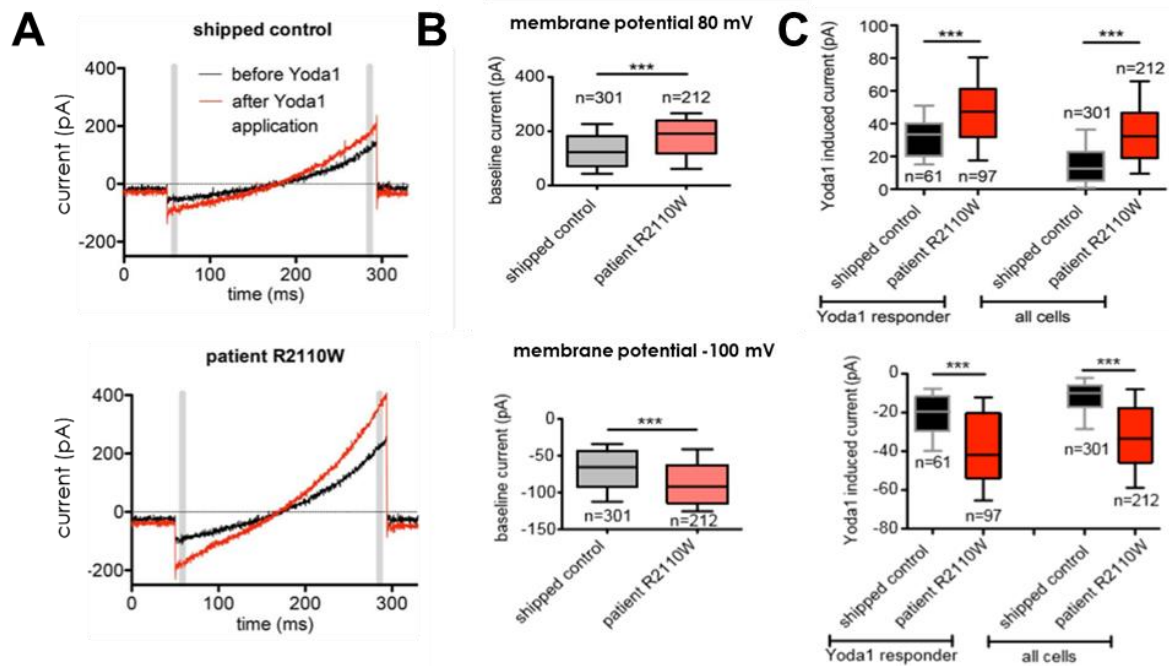 A
shipped control
before Yoda1
after Yoda1
application
current (pA)
400
200
0
-200
0
100
200
300
time (ms)
patient R2110W
current (pA)
400
200
0
-200
0
100
200
300
time (ms)
B
membrane potential 80 mV
***
n=301
n=212
baseline current (pA)
400
200
0
shipped control
patient R2110W
membrane potential -100 mV
***
n=301
n=212
baseline current (pA)
0
-50
-100
-150
shipped control
patient R2110W
C
***
***
n=212
n=301
n=61
n=97
Yoda1 induced current (pA)
100
80
60
40
20
0
shipped control
patient R2110W
shipped control
patient R2110W
Yoda1 responder
all cells
***
***
n=61
n=301
n=97
n=212
Yoda1 induced current (pA)
0
-20
-40
-60
-80
shipped control
patient R2110W
shipped control
patient R2110W
Yoda1 responder
all cells